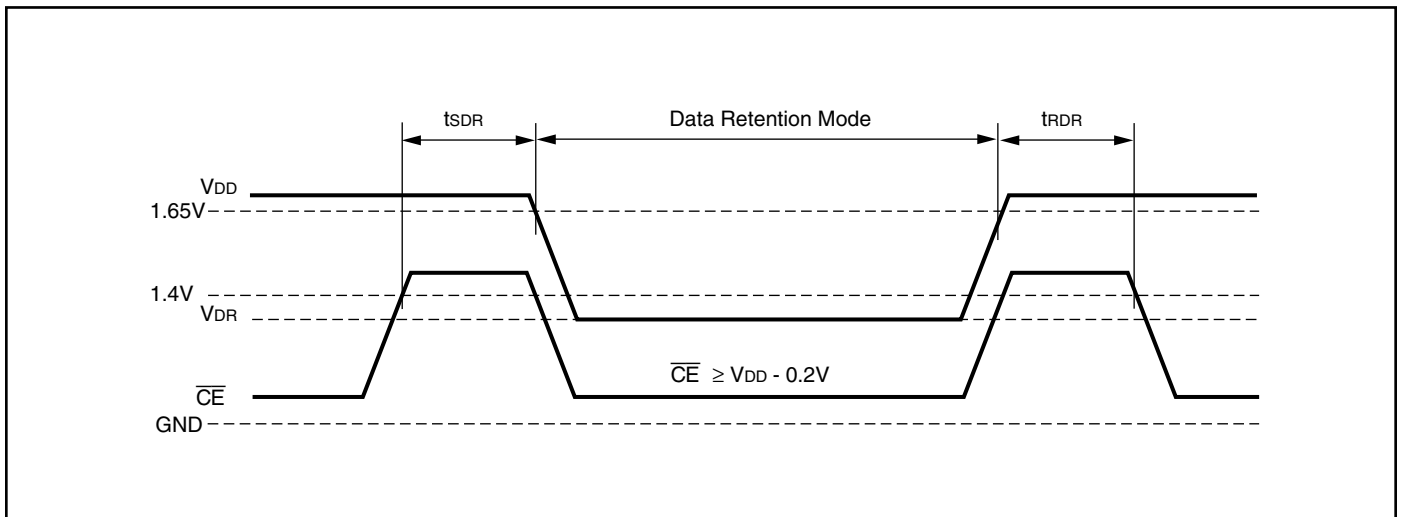 tSDR Data Retention Mode tRDR
VDD
1.65V
1.4V
VDR
CE ≥ VDD - 0.2V
CE
GND